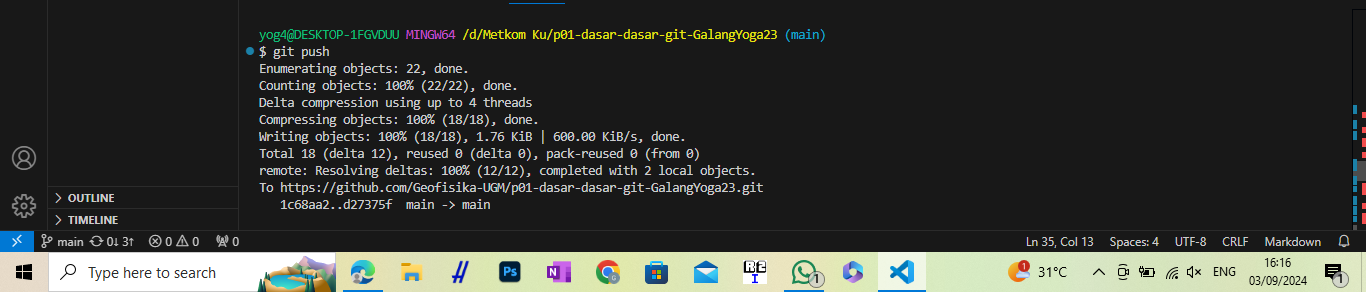 yog4@DESKTOP-1FGVDUU MINGW64 /d/Metkom Ku/p01-dasar-dasar-git-GalangYoga23 (main)
$ git push
Enumerating objects: 22, done.
Counting objects: 100% (22/22), done.
Delta compression using up to 4 threads
Compressing objects: 100% (18/18), done.
Writing objects: 100% (18/18), 1.76 KiB | 600.00 KiB/s, done.
Total 18 (delta 12), reused 0 (delta 0), pack-reused 0 (from 0)
remote: Resolving deltas: 100% (12/12), completed with 2 local objects.
To https://github.com/Geofisika-UGM/p01-dasar-dasar-git-GalangYoga23.git
   1c68aa2..d27375f  main -> main
OUTLINE
TIMELINE
main 0↓ 3↑ 0 0 0 Ln 35, Col 13 Spaces: 4 UTF-8 CRLF Markdown
Type here to search
H
Ps
N
REI
1
W
1
31°C
ENG
16:16
03/09/2024
1